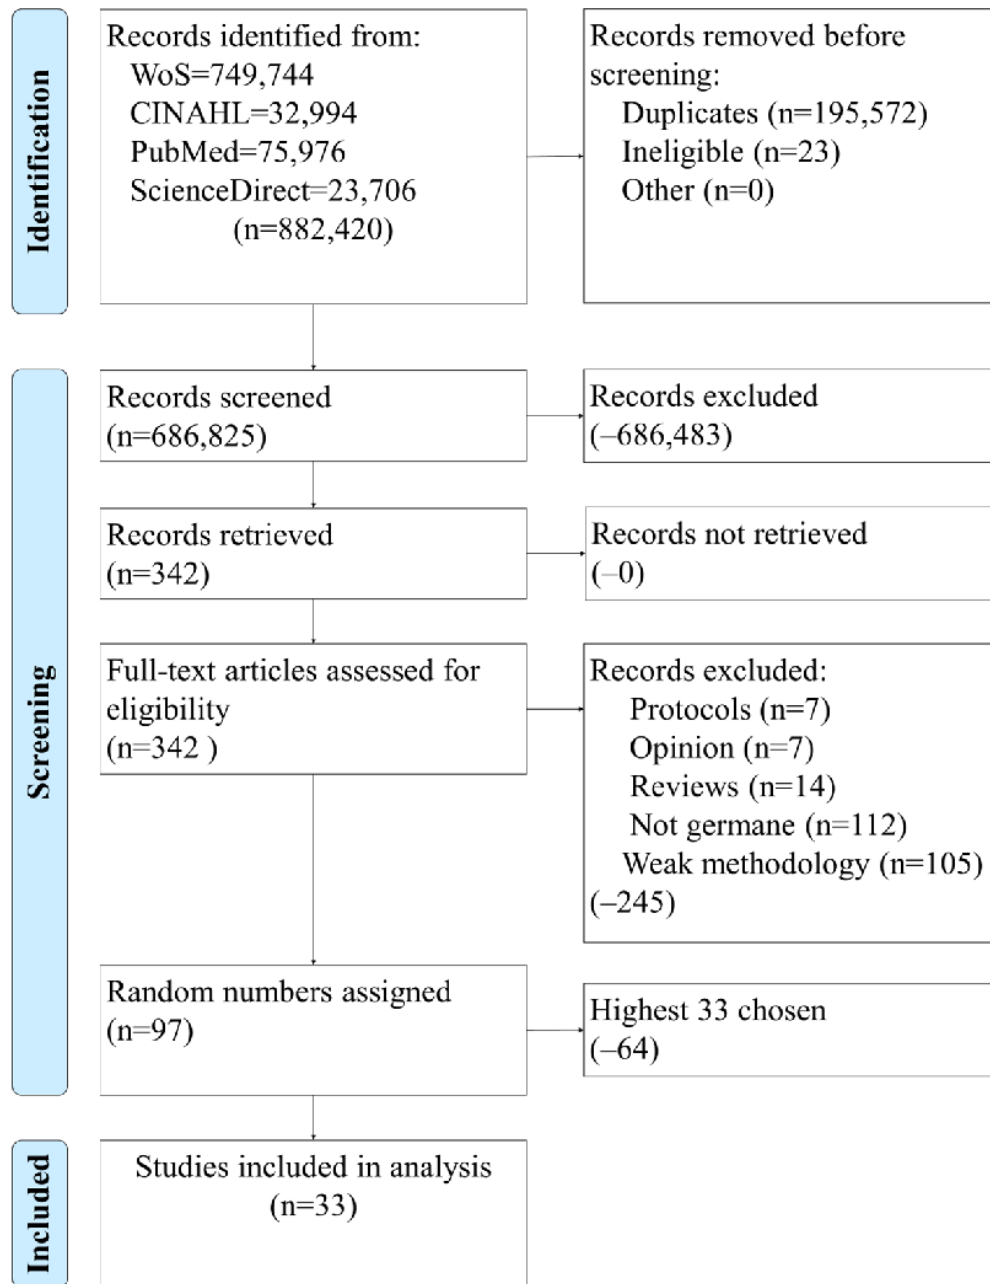 Identification
Records identified from:
WoS=749,744
CINAHL=32,994
PubMed=75,976
ScienceDirect=23,706
(n=882,420)
Records removed before
screening:
Duplicates (n=195,572)
Ineligible (n=23)
Other (n=0)
Screening
Records screened
(n=686,825)
Records excluded
(–686,483)
Records retrieved
(n=342)
Records not retrieved
(–0)
Full-text articles assessed for
eligibility
(n=342 )
Records excluded:
Protocols (n=7)
Opinion (n=7)
Reviews (n=14)
Not germane (n=112)
Weak methodology (n=105)
(–245)
Random numbers assigned
(n=97)
Highest 33 chosen
(–64)
Included
Studies included in analysis
(n=33)